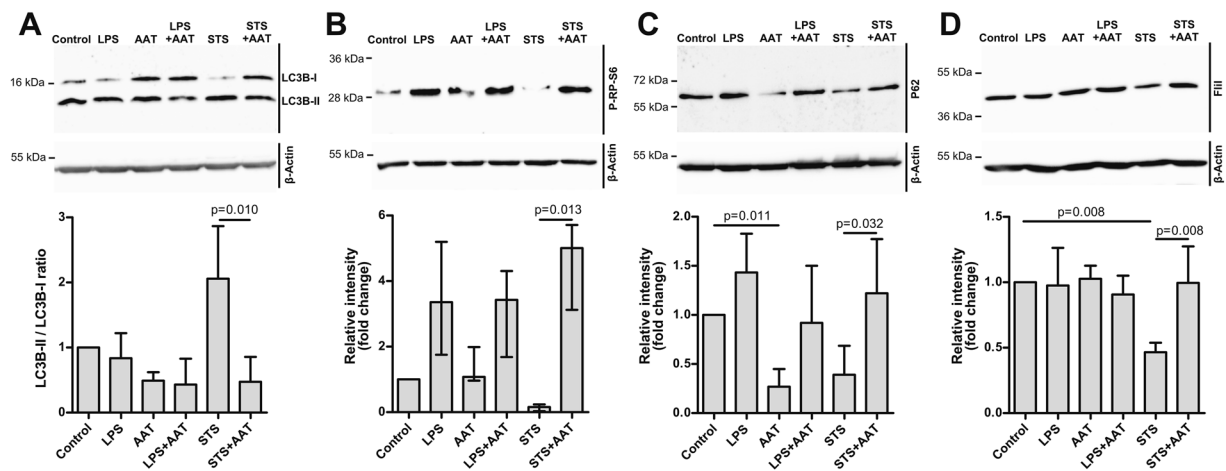 A
Control LPS AAT LPS +AAT STS STS +AAT
16 kDa
LC3B-I
LC3B-II
55 kDa
β-Actin
LC3B-II / LC3B-I ratio
3
2
1
0
p=0.010
Control LPS AAT LPS+AAT STS STS+AAT
B
Control LPS AAT LPS +AAT STS STS +AAT
36 kDa
28 kDa
P-RP-S6
55 kDa
β-Actin
Relative intensity
(fold change)
6
4
2
0
p=0.013
Control LPS AAT LPS+AAT STS STS+AAT
C
Control LPS AAT LPS +AAT STS STS +AAT
72 kDa
55 kDa
P62
55 kDa
β-Actin
Relative intensity
(fold change)
2.0
1.5
1.0
0.5
0.0
p=0.011
p=0.032
Control LPS AAT LPS+AAT STS STS+AAT
D
Control LPS AAT LPS +AAT STS STS +AAT
55 kDa
36 kDa
FliI
55 kDa
β-Actin
Relative intensity
(fold change)
1.5
1.0
0.5
0.0
p=0.008
p=0.008
Control LPS AAT LPS+AAT STS STS+AAT